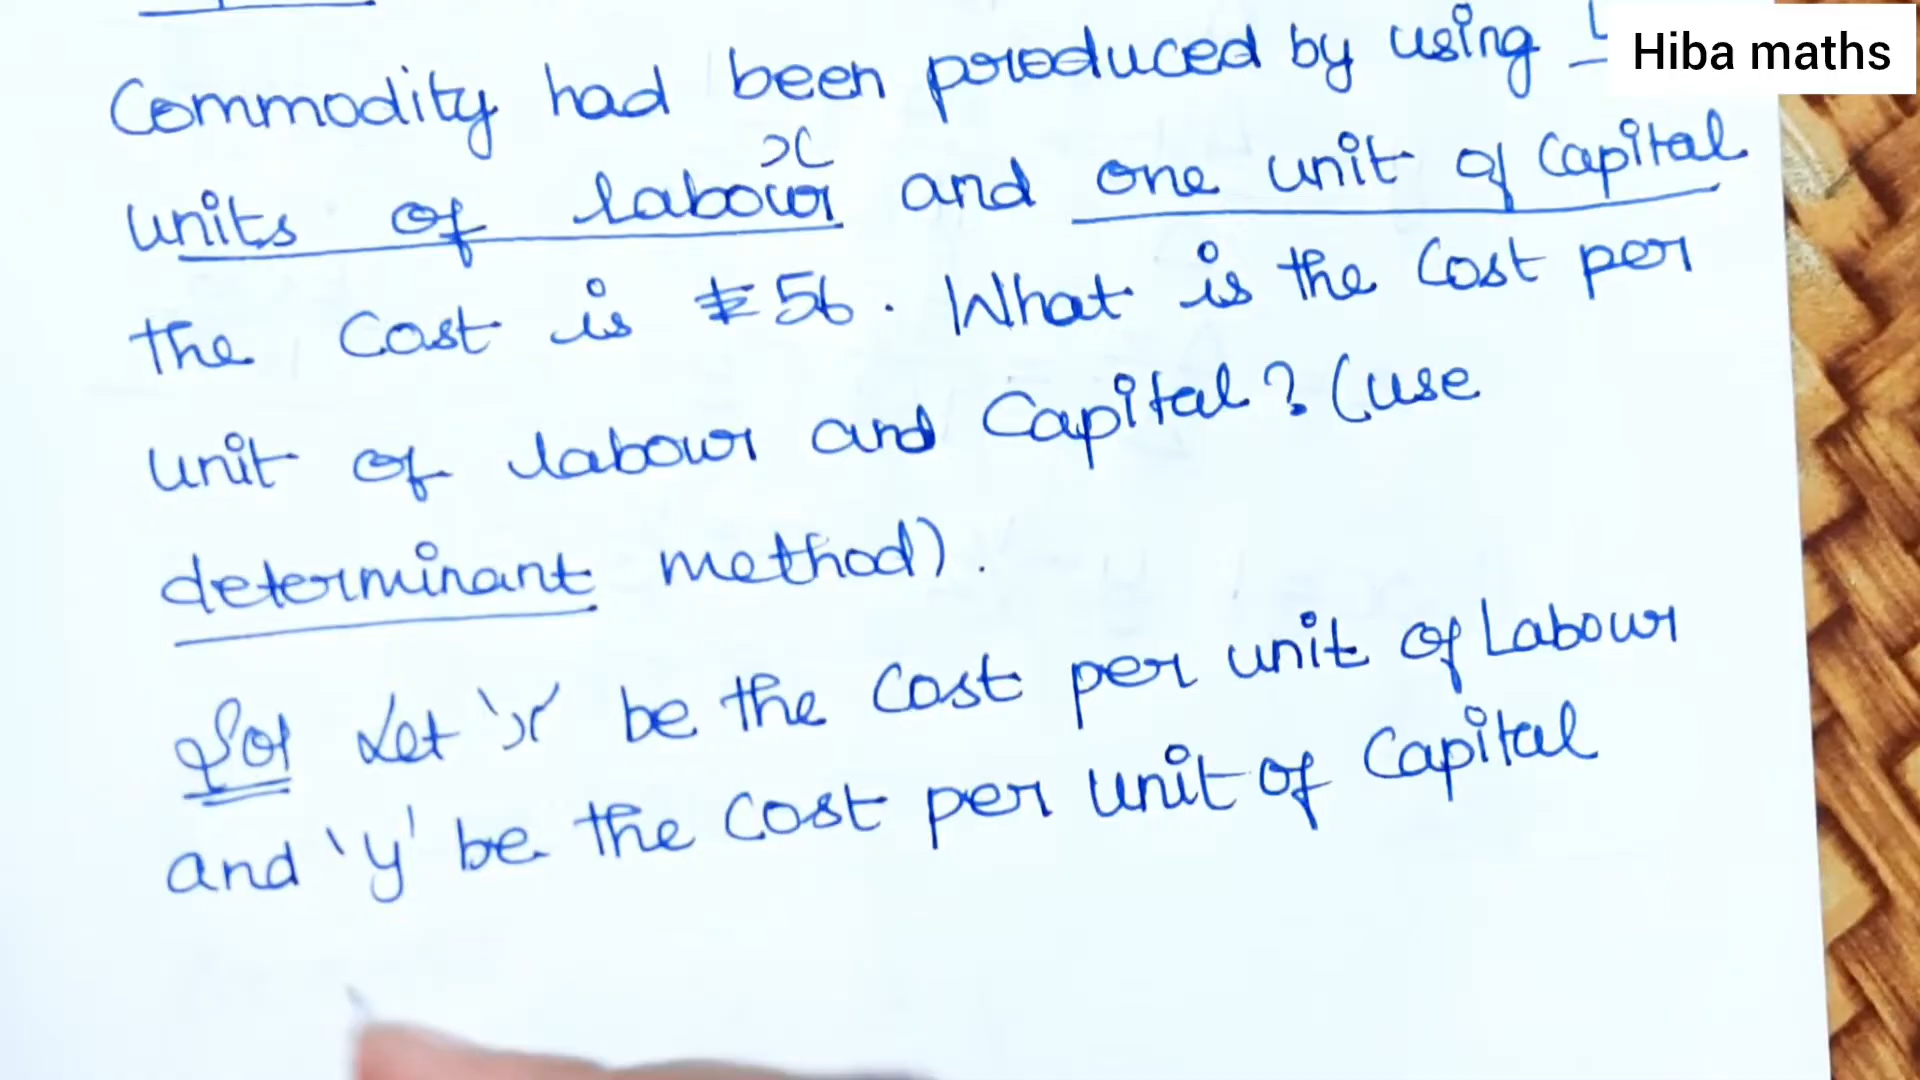 Commodity had been produced by using
Hiba maths
x
units of labour and one unit of capital
the cost is ₹56. What is the cost per
unit of labour and Capital? (use
determinant method).
Sol Let 'x' be the cost per unit of Labour
and 'y' be the cost per unit of Capital